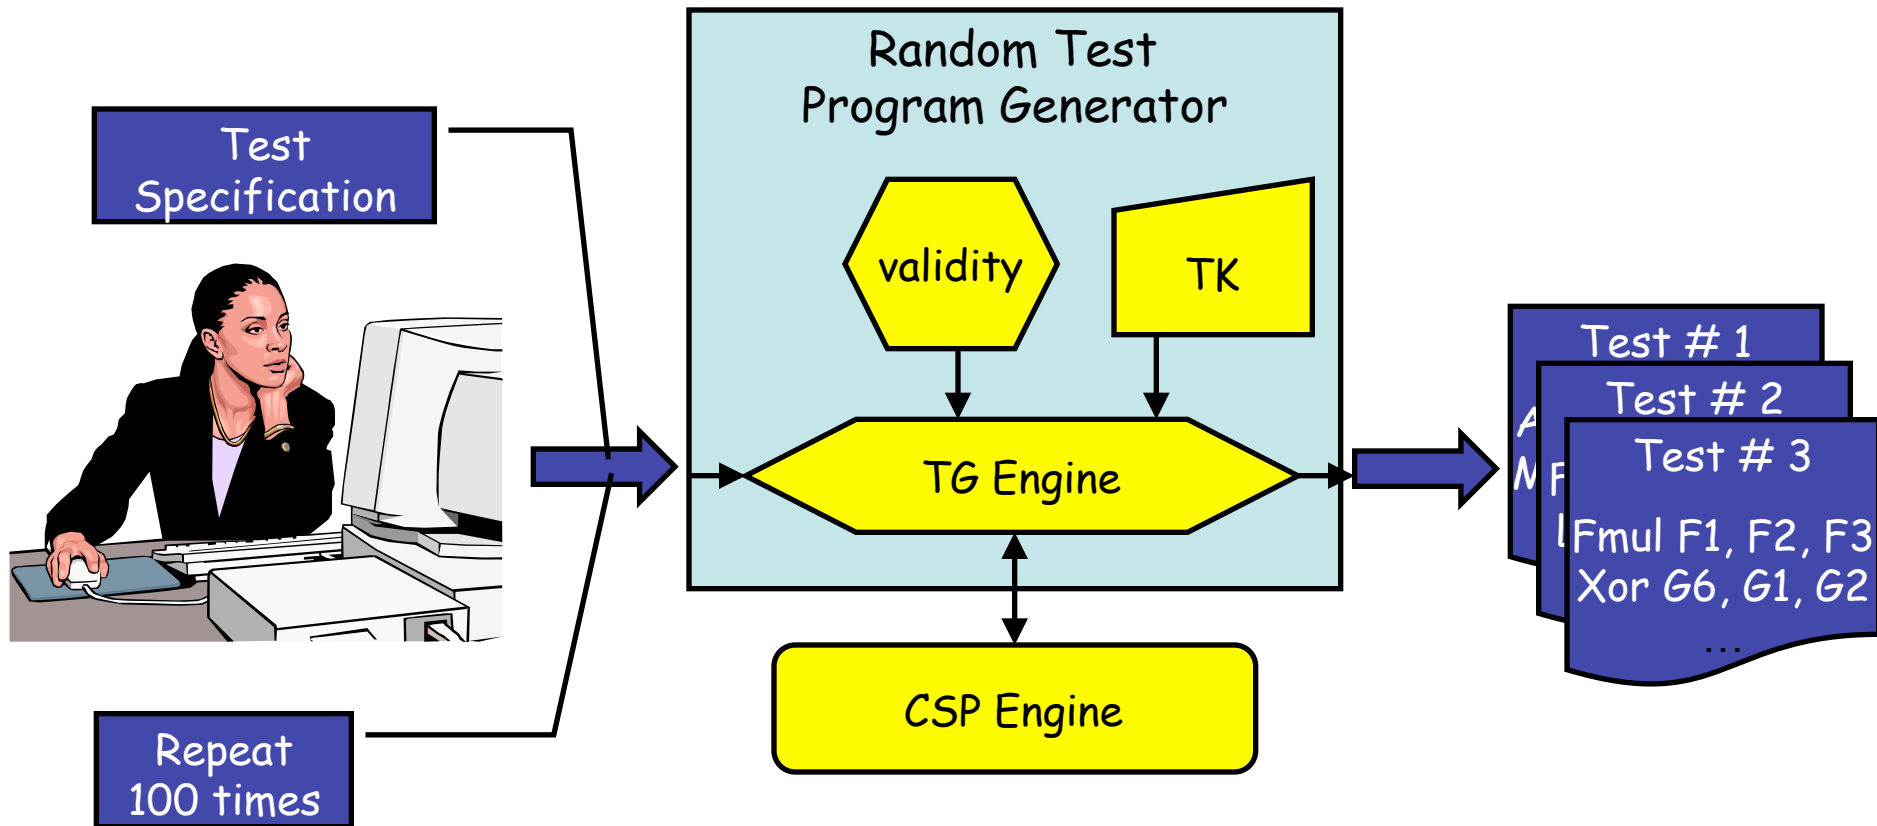 Random Test
Program Generator
Test
Specification
validity
TK
TG Engine
CSP Engine
Repeat
100 times
Test # 1
Test # 2
Test # 3
Fmul F1, F2, F3
Xor G6, G1, G2
...